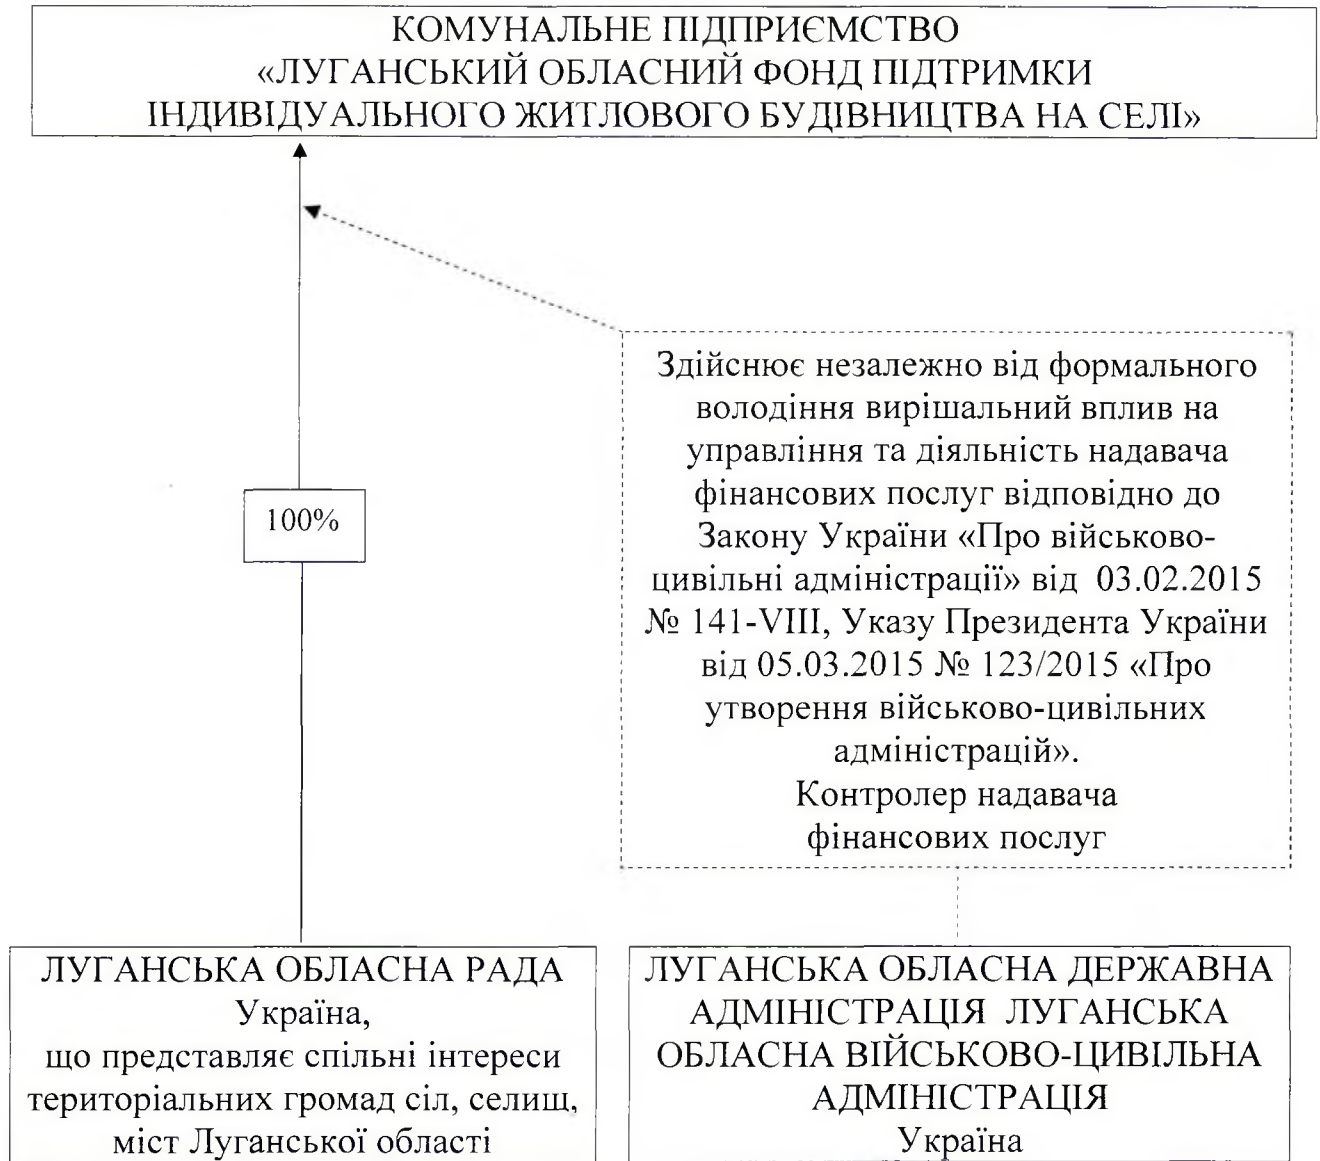 КОМУНАЛЬНЕ ПІДПРИЄМСТВО
«ЛУГАНСЬКИЙ ОБЛАСНИЙ ФОНД ПІДТРИМКИ
ІНДИВІДУАЛЬНОГО ЖИТЛОВОГО БУДІВНИЦТВА НА СЕЛІ»
Здійснює незалежно від формального
володіння вирішальний вплив на
управління та діяльність надавача
фінансових послуг відповідно до
Закону України «Про військово-
цивільні адміністрації» від 03.02.2015
№ 141-VIII, Указу Президента України
від 05.03.2015 № 123/2015 «Про
утворення військово-цивільних
адміністрацій».
Контролер надавача
фінансових послуг
100%
ЛУГАНСЬКА ОБЛАСНА РАДА
Україна,
що представляє спільні інтереси
територіальних громад сіл, селищ,
міст Луганської області
ЛУГАНСЬКА ОБЛАСНА ДЕРЖАВНА
АДМІНІСТРАЦІЯ ЛУГАНСЬКА
ОБЛАСНА ВІЙСЬКОВО-ЦИВІЛЬНА
АДМІНІСТРАЦІЯ
Україна